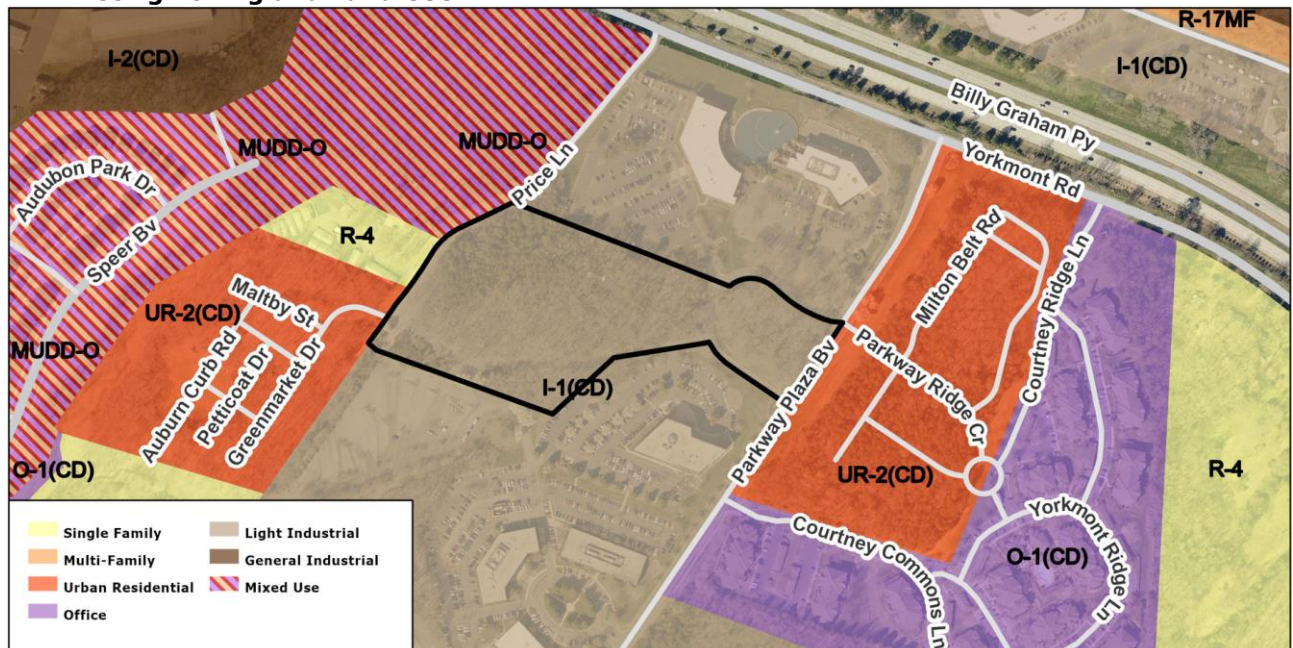 R-17MF
I-2(CD)
I-1(CD)
Billy Graham Py
MUDD-O
MUDD-O
Yorkmont Rd
Audubon Park Dr
Price Ln
Speer Bv
R-4
Milton Belt Rd
Courtney Ridge Ln
Maltby St
UR-2(CD)
MUDD-O
Auburn Curb Rd
Petticoat Dr
Greenmarket Dr
Parkway Ridge Cr
I-1(CD)
Parkway Plaza Bv
O-1(CD)
UR-2(CD)
R-4
Yorkmont Ridge Ln
Courtney Commons Ln
O-1(CD)
Single Family
Light Industrial
Multi-Family
General Industrial
Urban Residential
Mixed Use
Office